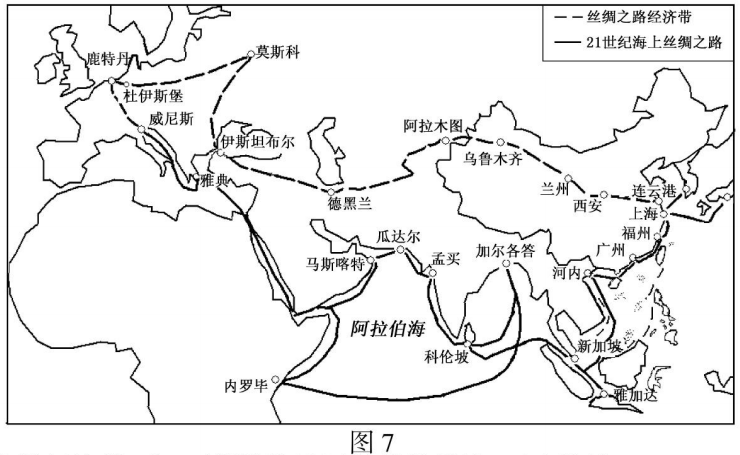 丝绸之路经济带
21世纪海上丝绸之路
莫斯科
鹿特丹
杜伊斯堡
威尼斯
伊斯坦布尔
阿拉木图
乌鲁木齐
雅典
德黑兰
兰州
西安
连云港
上海
福州
广州
瓜达尔
马斯喀特
孟买
加尔各答
河内
阿拉伯海
科伦坡
新加坡
内罗毕
雅加达
图 7